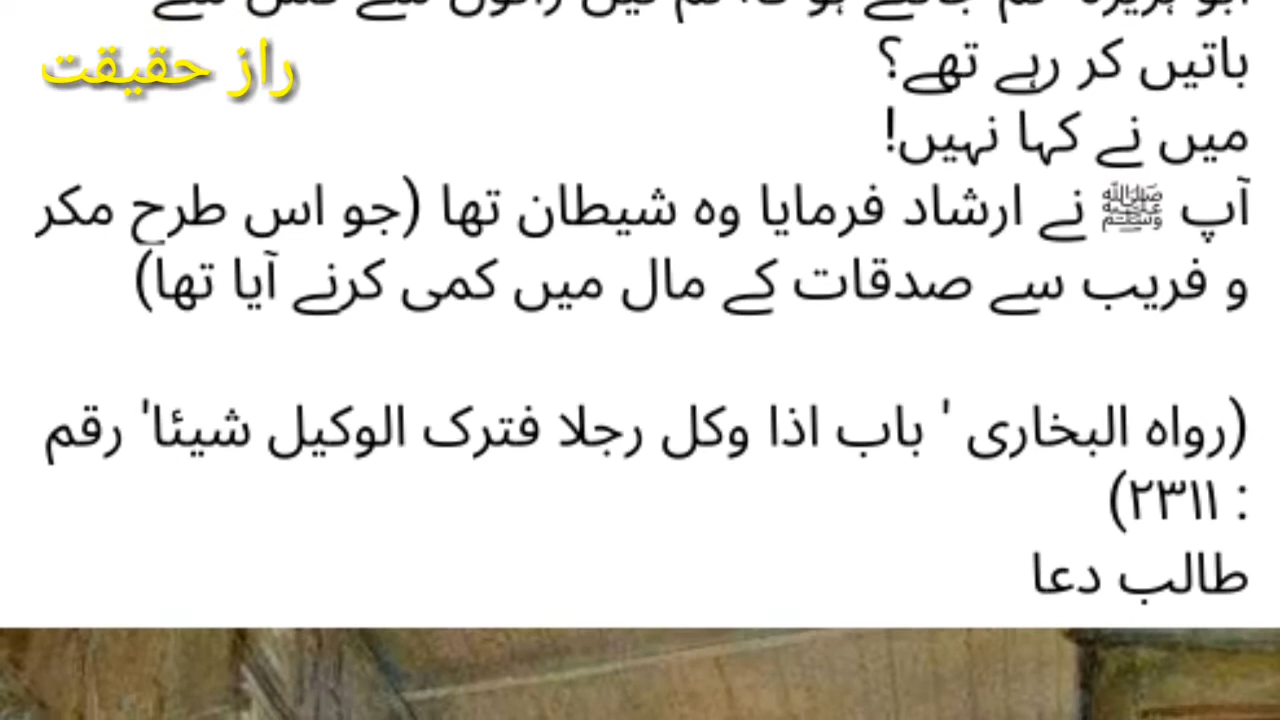 باتیں کر رہے تھے؟
راز حقیقت
میں نے کہا نہیں!
آپ ﷺ نے ارشاد فرمایا وہ شیطان تھا (جو اس طرح مکر
و فریب سے صدقات کے مال میں کمی کرنے آیا تھا)
(رواہ البخاری ' باب اذا وکل رجلا فترک الوکیل شیئا' رقم
: ۲۳۱۱)
طالب دعا